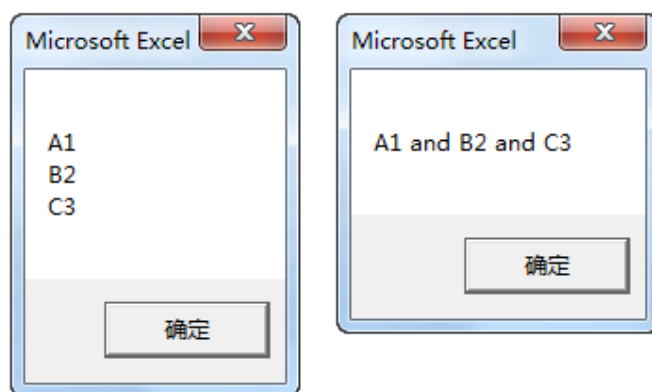 Microsoft Excel
A1
B2
C3
确定
Microsoft Excel
A1 and B2 and C3
确定